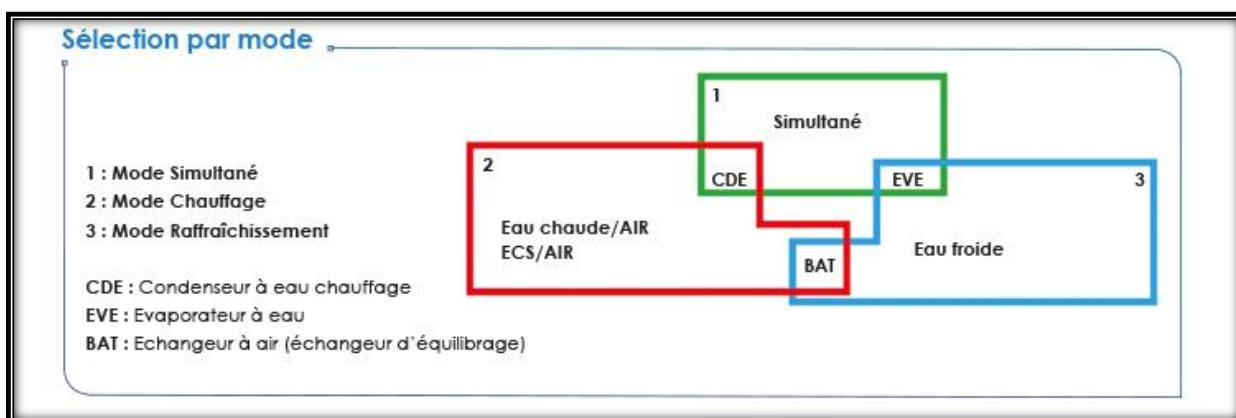 Sélection par mode
1 : Mode Simultané
2 : Mode Chauffage
3 : Mode Raffraîchissement
CDE : Condenseur à eau chauffage
EVE : Evaporateur à eau
BAT : Echangeur à air (échangeur d'équilibrage)
1
Simultané
2
CDE
EVE
3
Eau chaude/AIR
ECS/AIR
BAT
Eau froide